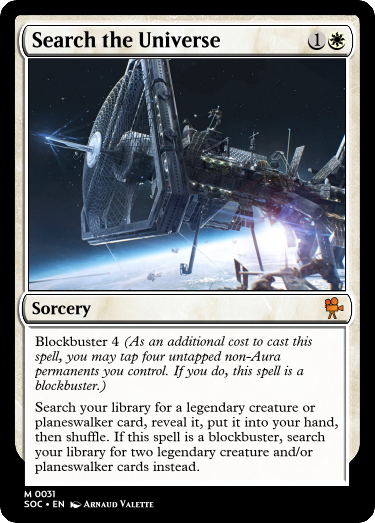 Search the Universe
1
Sorcery
Blockbuster 4 (As an additional cost to cast this
spell, you may tap four untapped non-Aura
permanents you control. If you do, this spell is a
blockbuster.)
Search your library for a legendary creature or
planeswalker card, reveal it, put it into your hand,
then shuffle. If this spell is a blockbuster, search
your library for two legendary creature and/or
planeswalker cards instead.
M 0031
SOC • EN Arnaud Valette